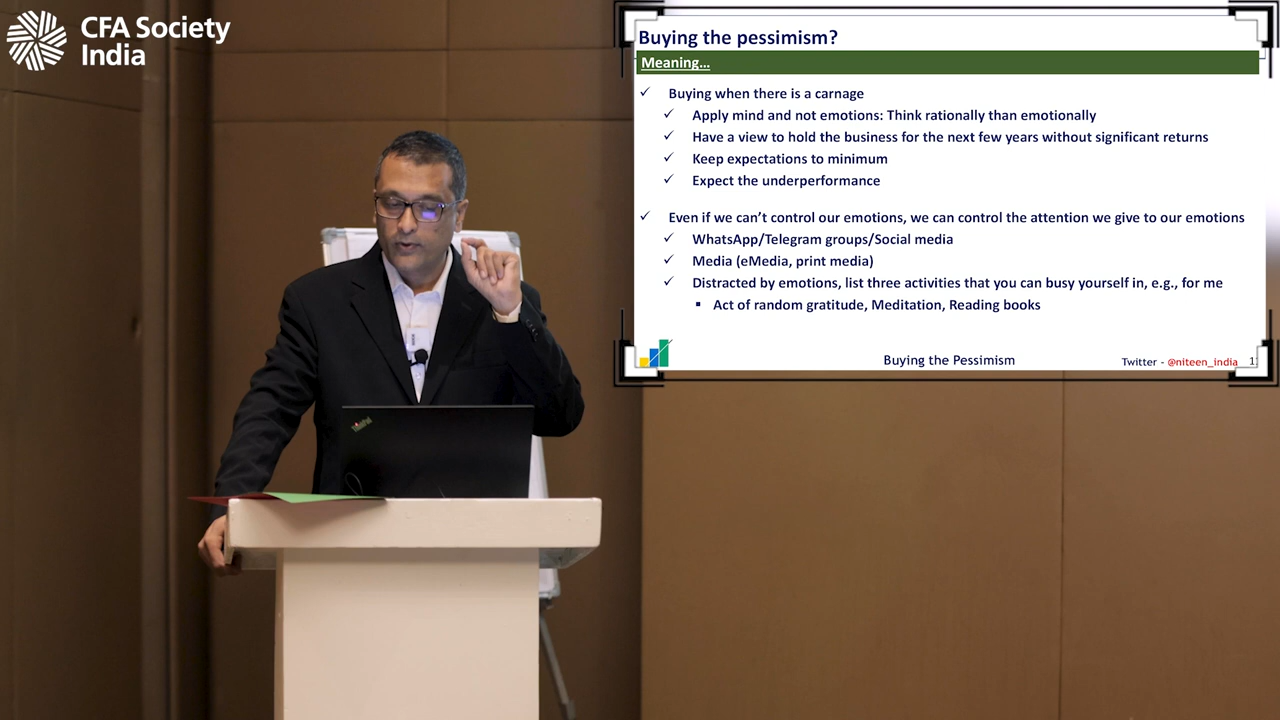 CFA Society
India
Buying the pessimism?
Meaning…
Buying when there is a carnage
Apply mind and not emotions: Think rationally than emotionally
Have a view to hold the business for the next few years without significant returns
Keep expectations to minimum
Expect the underperformance
Even if we can’t control our emotions, we can control the attention we give to our emotions
WhatsApp/Telegram groups/Social media
Media (eMedia, print media)
Distracted by emotions, list three activities that you can busy yourself in, e.g., for me
Act of random gratitude, Meditation, Reading books
Buying the Pessimism
Twitter - @niteen_india
ThinkPad